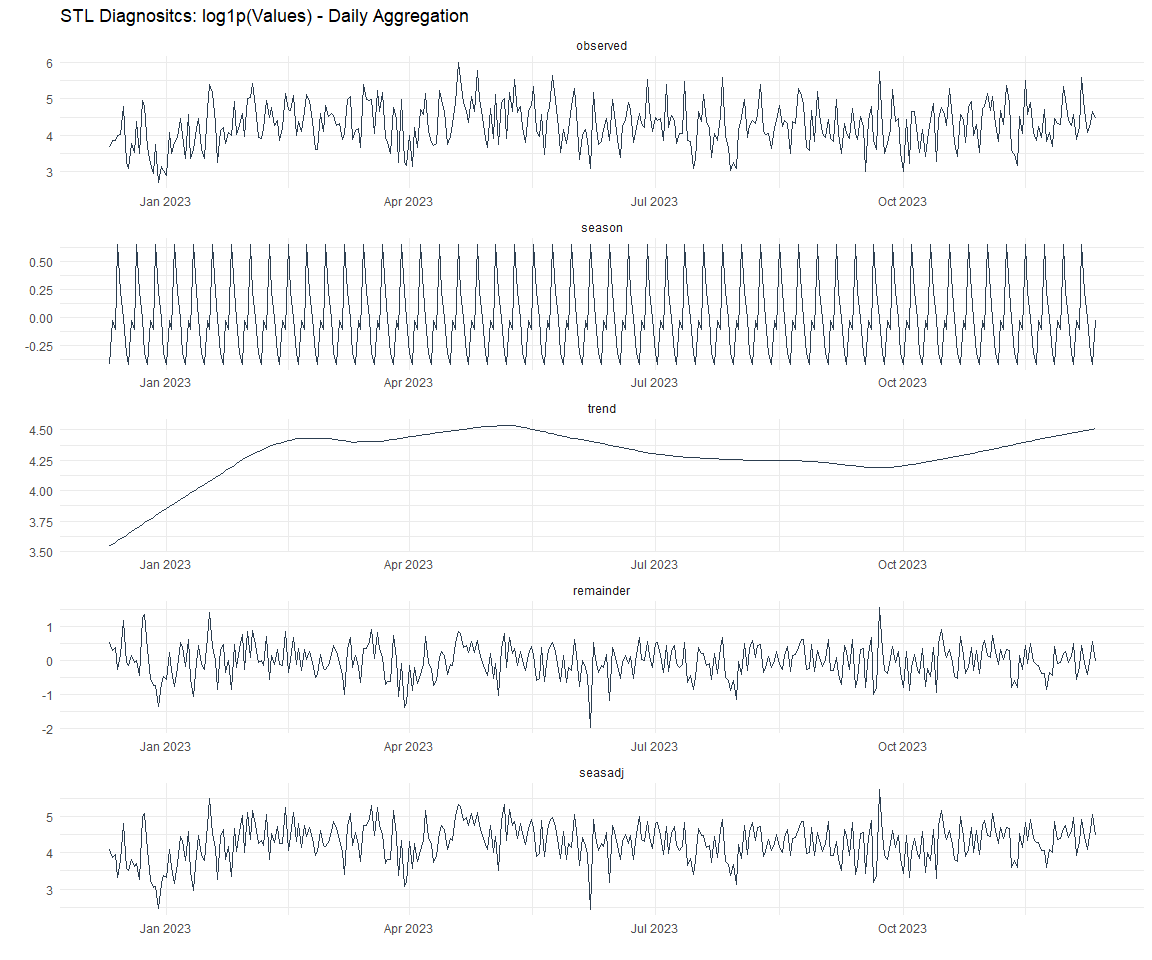 STL Diagnositcs: log1p(Values) - Daily Aggregation
observed
6
5
4
3
Jan 2023 Apr 2023 Jul 2023 Oct 2023
season
0.50
0.25
0.00
-0.25
Jan 2023 Apr 2023 Jul 2023 Oct 2023
trend
4.50
4.25
4.00
3.75
3.50
Jan 2023 Apr 2023 Jul 2023 Oct 2023
remainder
1
0
-1
-2
Jan 2023 Apr 2023 Jul 2023 Oct 2023
seasadj
5
4
3
Jan 2023 Apr 2023 Jul 2023 Oct 2023